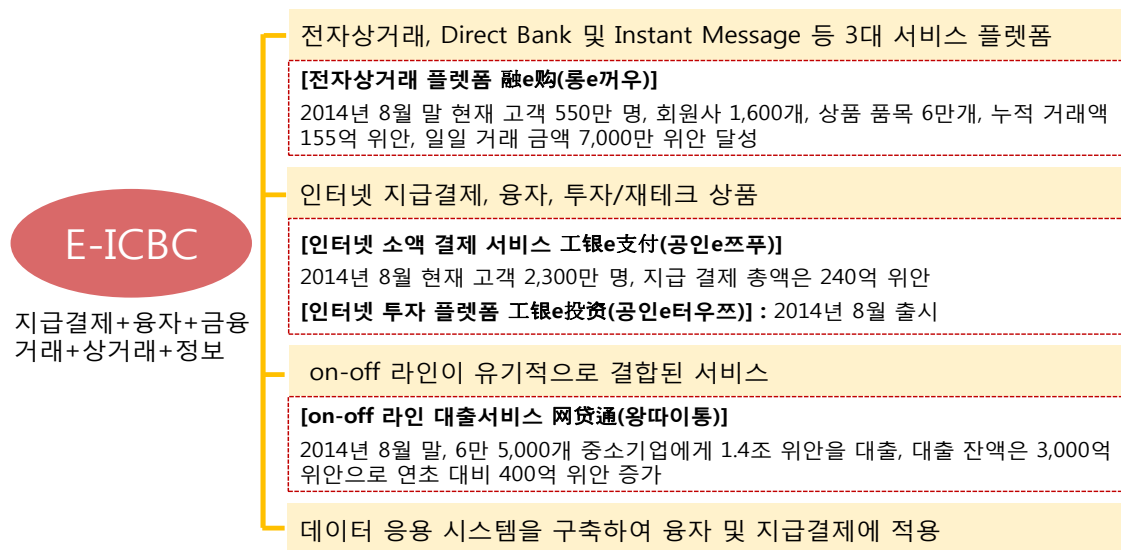 전자상거래, Direct Bank 및 Instant Message 등 3대 서비스 플렛폼
[전자상거래 플렛폼 融e购(롱e꺼우)]
2014년 8월 말 현재 고객 550만 명, 회원사 1,600개, 상품 품목 6만개, 누적 거래액
155억 위안, 일일 거래 금액 7,000만 위안 달성
인터넷 지급결제, 융자, 투자/재테크 상품
[인터넷 소액 결제 서비스 工银e支付(공인e쯔푸)]
2014년 8월 현재 고객 2,300만 명, 지급 결제 총액은 240억 위안
[인터넷 투자 플렛폼 工银e投资(공인e터우쯔)] : 2014년 8월 출시
E-ICBC
지급결제+융자+금융
거래+상거래+정보
on-off 라인이 유기적으로 결합된 서비스
[on-off 라인 대출서비스 网贷通(왕따이통)]
2014년 8월 말, 6만 5,000개 중소기업에게 1.4조 위안을 대출, 대출 잔액은 3,000억
위안으로 연초 대비 400억 위안 증가
데이터 응용 시스템을 구축하여 융자 및 지급결제에 적용